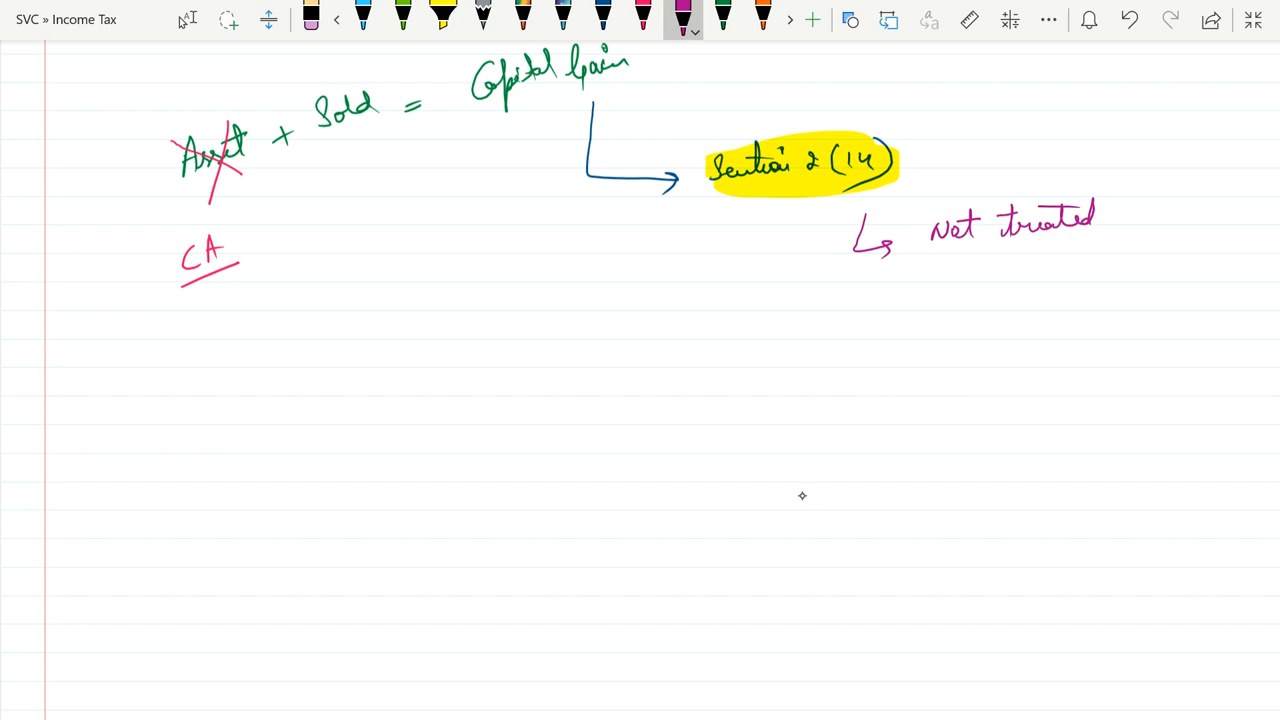 SVC » Income Tax
Capital Gain
Asset + Sold =
Section 2 (14)
Not treated
CA